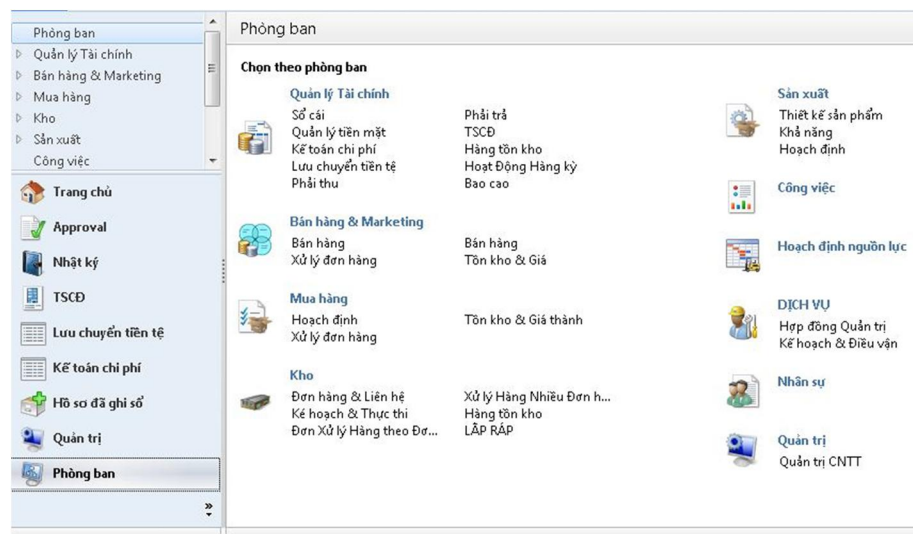 Phòng ban
Quản lý Tài chính
Bán hàng & Marketing
Mua hàng
Kho
Sản xuất
Công việc
Trang chủ
Approval
Nhật ký
TSCĐ
Lưu chuyển tiền tệ
Kế toán chi phí
Hồ sơ đã ghi sổ
Quản trị
Phòng ban
»
Phòng ban
Chọn theo phòng ban
Quản lý Tài chính
Sổ cái
Quản lý tiền mặt
Kế toán chi phí
Lưu chuyển tiền tệ
Phải thu
Phải trả
TSCĐ
Hàng tồn kho
Hoạt Động Hàng kỳ
Bao cao
Bán hàng & Marketing
Bán hàng
Xử lý đơn hàng
Bán hàng
Tồn kho & Giá
Mua hàng
Hoạch định
Xử lý đơn hàng
Tồn kho & Giá thành
Kho
Đơn hàng & Liên hệ
Ké hoạch & Thực thi
Đơn Xử lý Hàng theo Đơ...
Xử lý Hàng Nhiều Đơn h...
Hàng tồn kho
LẮP RÁP
Sản xuất
Thiết kế sản phẩm
Khả năng
Hoạch định
Công việc
Hoạch định nguồn lực
DỊCH VỤ
Hợp đồng Quản trị
Kế hoạch & Điều vận
Nhân sự
Quản trị
Quản trị CNTT